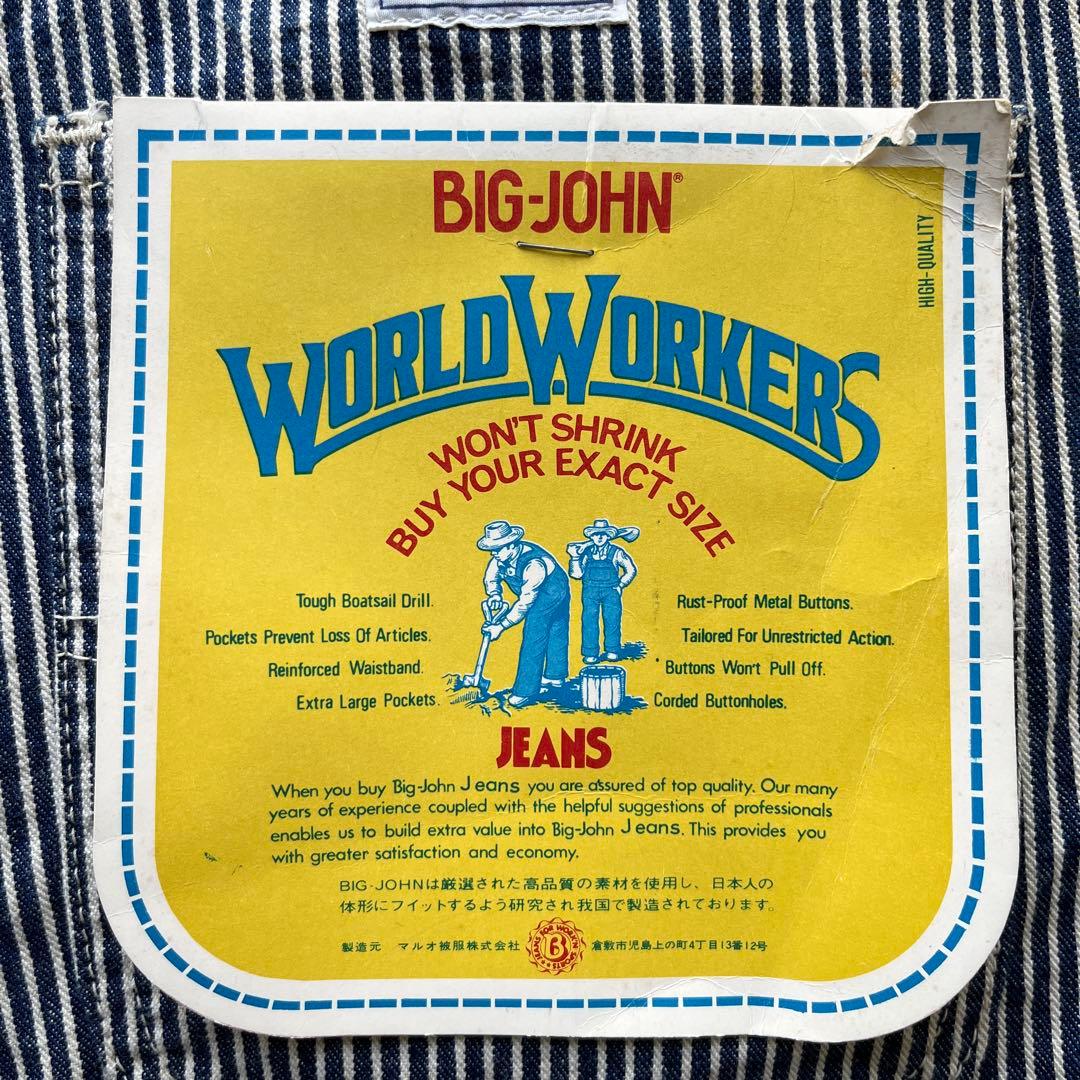 BIG-JOHN®
HIGH-QUALITY
WORLD WORKERS
WON'T SHRINK
BUY YOUR EXACT SIZE
Tough Boatsail Drill.
Pockets Prevent Loss Of Articles.
Reinforced Waistband.
Extra Large Pockets.
Rust-Proof Metal Buttons.
Tailored For Unrestricted Action.
Buttons Won't Pull Off.
Corded Buttonholes.
JEANS
When you buy Big-John Jeans you are assured of top quality. Our many
years of experience coupled with the helpful suggestions of professionals
enables us to build extra value into Big-John Jeans. This provides you
with greater satisfaction and economy.
BIG-JOHNは厳選された高品質の素材を使用し、日本人の
体形にフイットするよう研究され我国で製造されております。
製造元 マルオ被服株式会社 B 倉敷市児島上の町4丁目13番12号
JEANS FOR WORK'N SPORTS